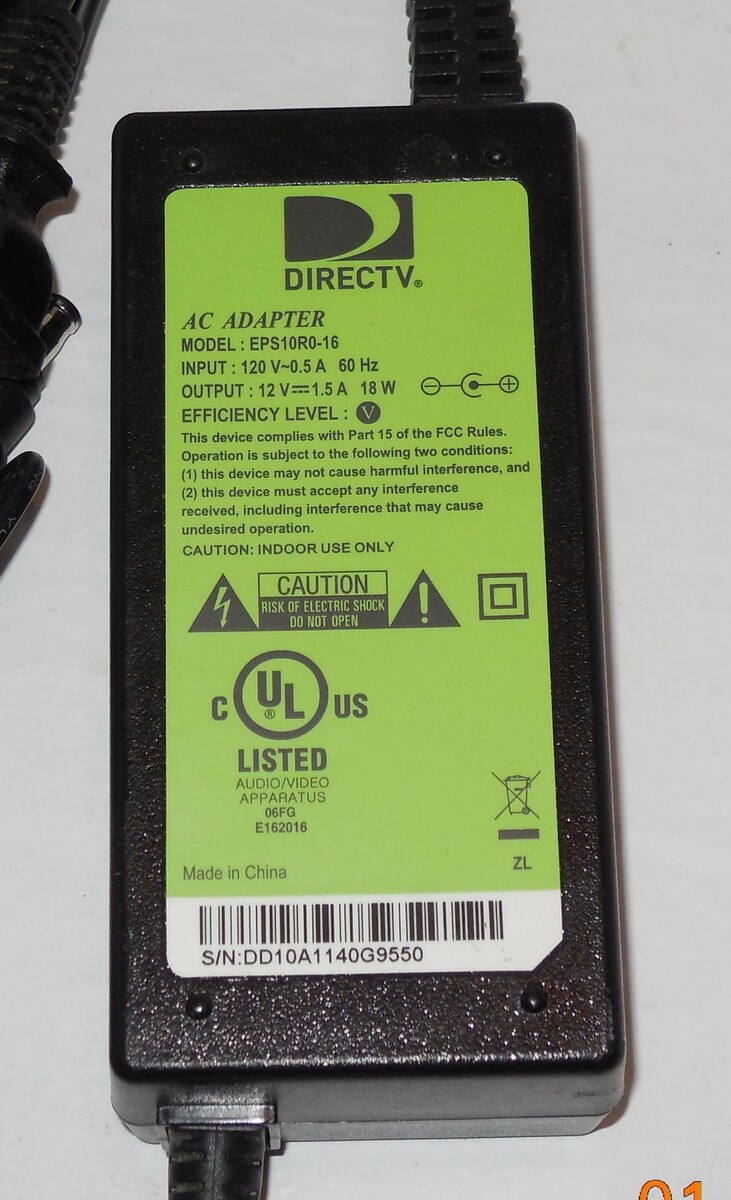 DIRECTV®
AC ADAPTER
MODEL : EPS10R0-16
INPUT : 120 V~0.5 A 60 Hz
OUTPUT : 12 V⎓1.5 A 18 W
EFFICIENCY LEVEL : V
This device complies with Part 15 of the FCC Rules.
Operation is subject to the following two conditions:
(1) this device may not cause harmful interference, and
(2) this device must accept any interference
received, including interference that may cause
undesired operation.
CAUTION: INDOOR USE ONLY
CAUTION
RISK OF ELECTRIC SHOCK
DO NOT OPEN
C UL® US
LISTED
AUDIO/VIDEO
APPARATUS
06FG
E162016
ZL
Made in China
S/N:DD10A1140G9550